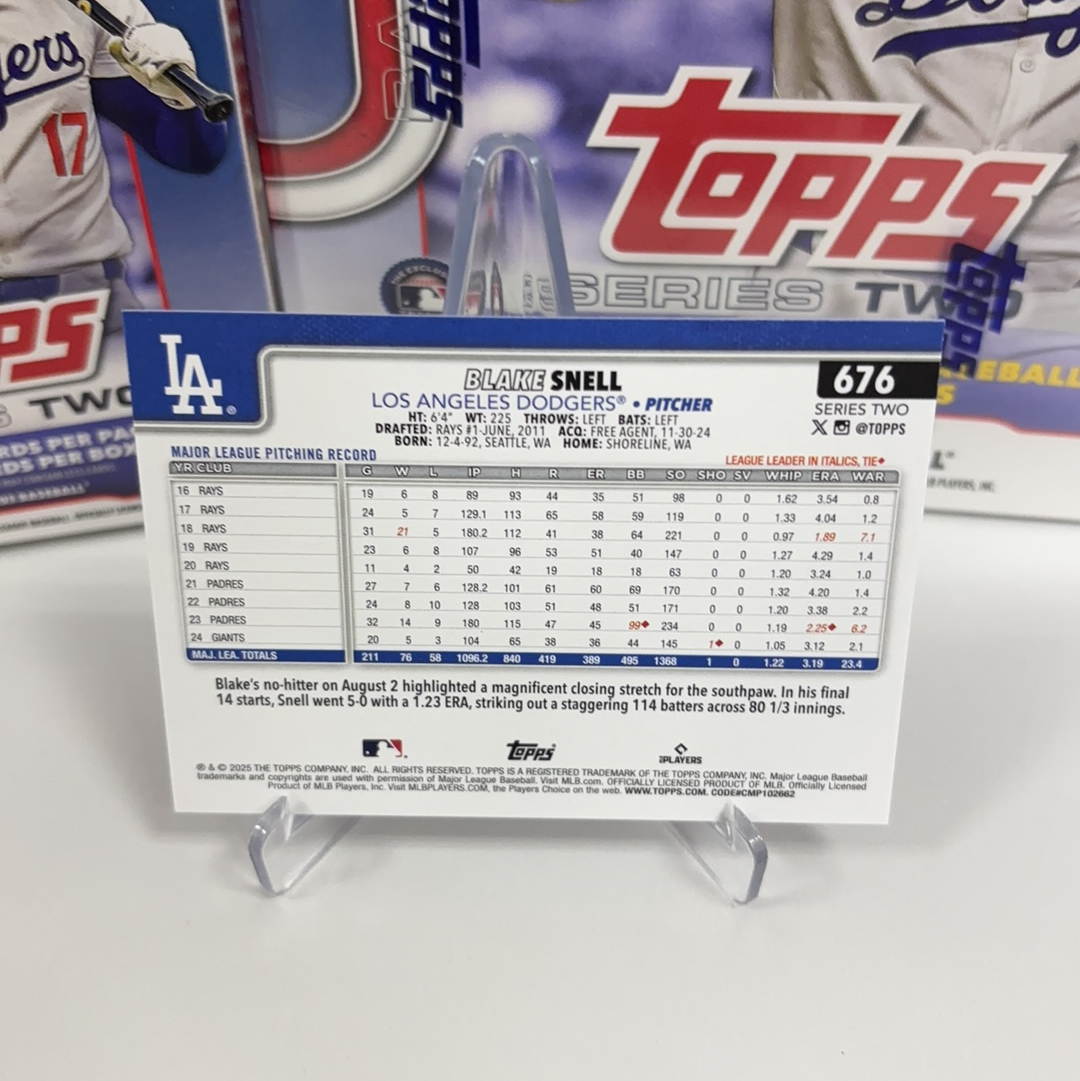 ers
17
TOPPS
SERIES TWO
PS
TWO
RDS PER PA
DS PER BOX
EBALL
LA
BLAKE SNELL
676
LOS ANGELES DODGERS® • PITCHER
SERIES TWO
HT: 6'4" WT: 225 THROWS: LEFT BATS: LEFT
X @TOPPS
DRAFTED: RAYS #1-JUNE, 2011 ACQ: FREE AGENT, 11-30-24
BORN: 12-4-92, SEATTLE, WA HOME: SHORELINE, WA
MAJOR LEAGUE PITCHING RECORD
LEAGUE LEADER IN ITALICS, TIE◆
YR CLUB G W L IP H R ER BB SO SHO SV WHIP ERA WAR
16 RAYS 19 6 8 89 93 44 35 51 98 0 0 1.62 3.54 0.8
17 RAYS 24 5 7 129.1 113 65 58 59 119 0 0 1.33 4.04 1.2
18 RAYS 31 21 5 180.2 112 41 38 64 221 0 0 0.97 1.89 7.1
19 RAYS 23 6 8 107 96 53 51 40 147 0 0 1.27 4.29 1.4
20 RAYS 11 4 2 50 42 19 18 18 63 0 0 1.20 3.24 1.0
21 PADRES 27 7 6 128.2 101 61 60 69 170 0 0 1.32 4.20 1.4
22 PADRES 24 8 10 128 103 51 48 51 171 0 0 1.20 3.38 2.2
23 PADRES 32 14 9 180 115 47 45 99◆ 234 0 0 1.19 2.25◆ 6.2
24 GIANTS 20 5 3 104 65 38 36 44 145 1◆ 0 1.05 3.12 2.1
MAJ. LEA. TOTALS 211 76 58 1096.2 840 419 389 495 1368 1 0 1.22 3.19 23.4
Blake's no-hitter on August 2 highlighted a magnificent closing stretch for the southpaw. In his final
14 starts, Snell went 5-0 with a 1.23 ERA, striking out a staggering 114 batters across 80 1/3 innings.
Topps
PLAYERS
® & © 2025 THE TOPPS COMPANY, INC. ALL RIGHTS RESERVED. TOPPS IS A REGISTERED TRADEMARK OF THE TOPPS COMPANY, INC. Major League Baseball
trademarks and copyrights are used with permission of Major League Baseball. Visit MLB.com. OFFICIALLY LICENSED PRODUCT OF MLB. Officially Licensed
Product of MLB Players, Inc. Visit MLBPLAYERS.COM, the Players Choice on the web. WWW.TOPPS.COM. CODE#CMP102662